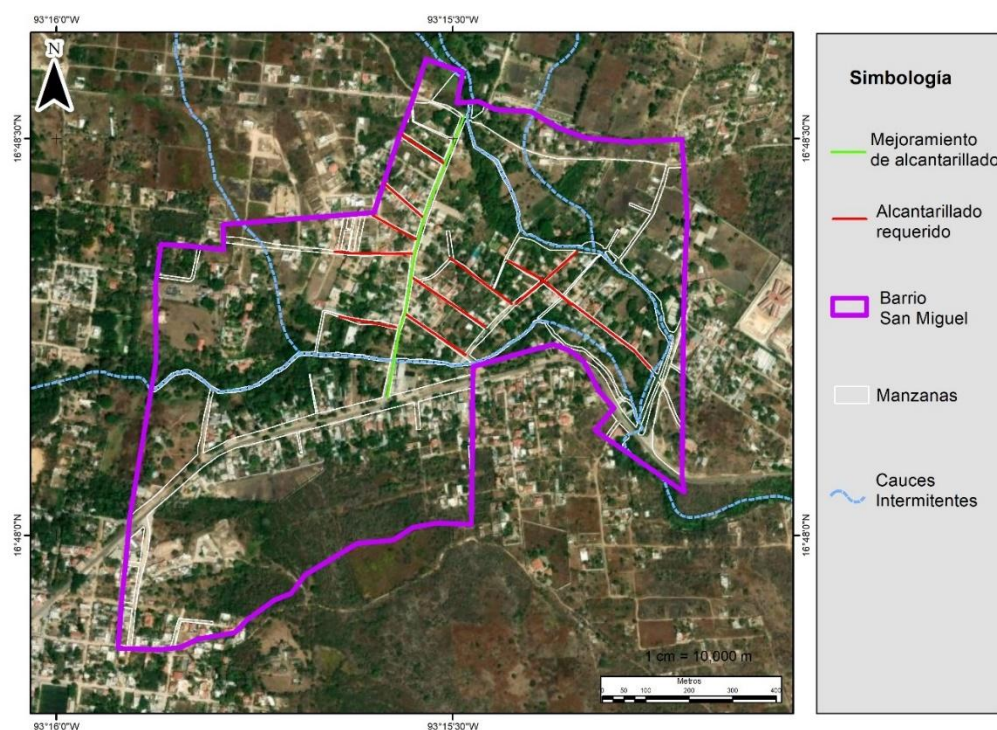 93°16'0"W
93°15'30"W
N
16°48'30"N
16°48'30"N
16°48'0"N
16°48'0"N
1 cm = 10,000 m
Metros
0 50 100 200 300 400
93°16'0"W
93°15'30"W
Simbología
Mejoramiento
de alcantarillado
Alcantarillado
requerido
Barrio
San Miguel
Manzanas
Cauces
Intermitentes